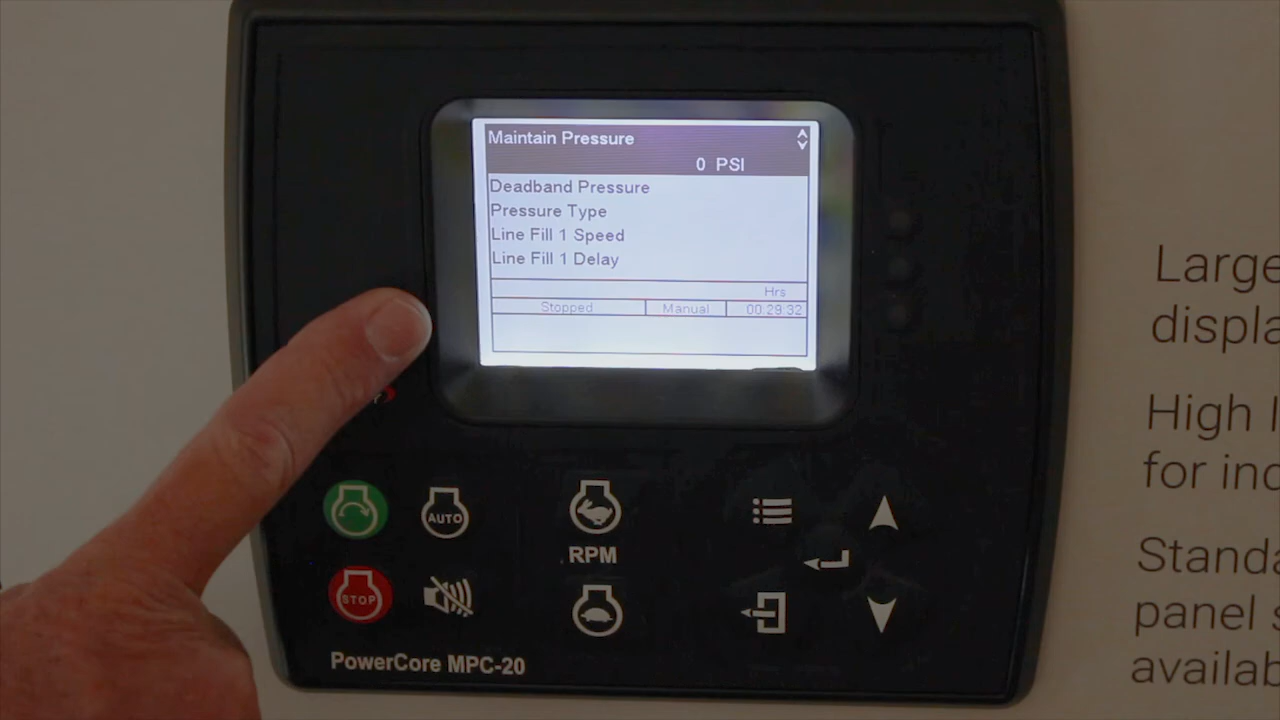 Maintain Pressure
0 PSI
Deadband Pressure
Pressure Type
Line Fill 1 Speed
Line Fill 1 Delay
Hrs
Stopped Manual 00:29:32
AUTO
RPM
STOP
PowerCore MPC-20
Large
displa
High
for inc
Standa
panel
availab